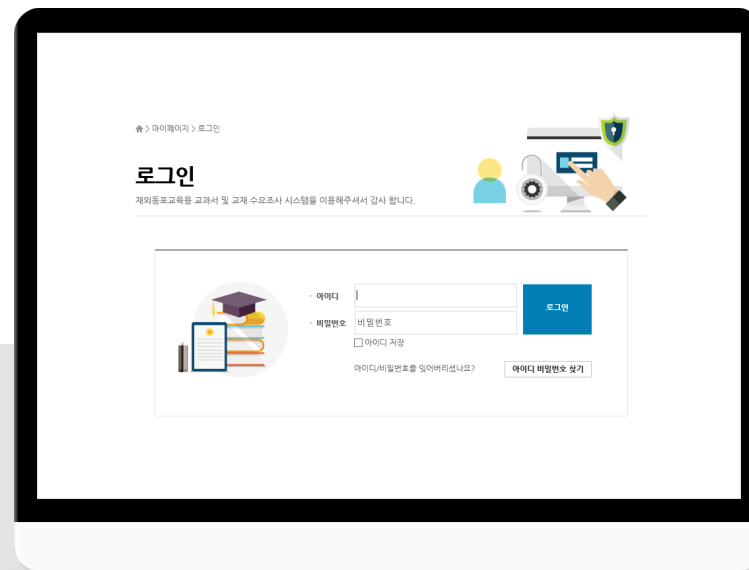 > 마이페이지 > 로그인
로그인
재외동포교육용 교과서 및 교재 수요조사 시스템을 이용해주셔서 감사 합니다.
- 아이디
로그인
- 비밀번호 비밀번호
아이디 저장
아이디/비밀번호를 잊어버리셨나요? 아이디 비밀번호 찾기